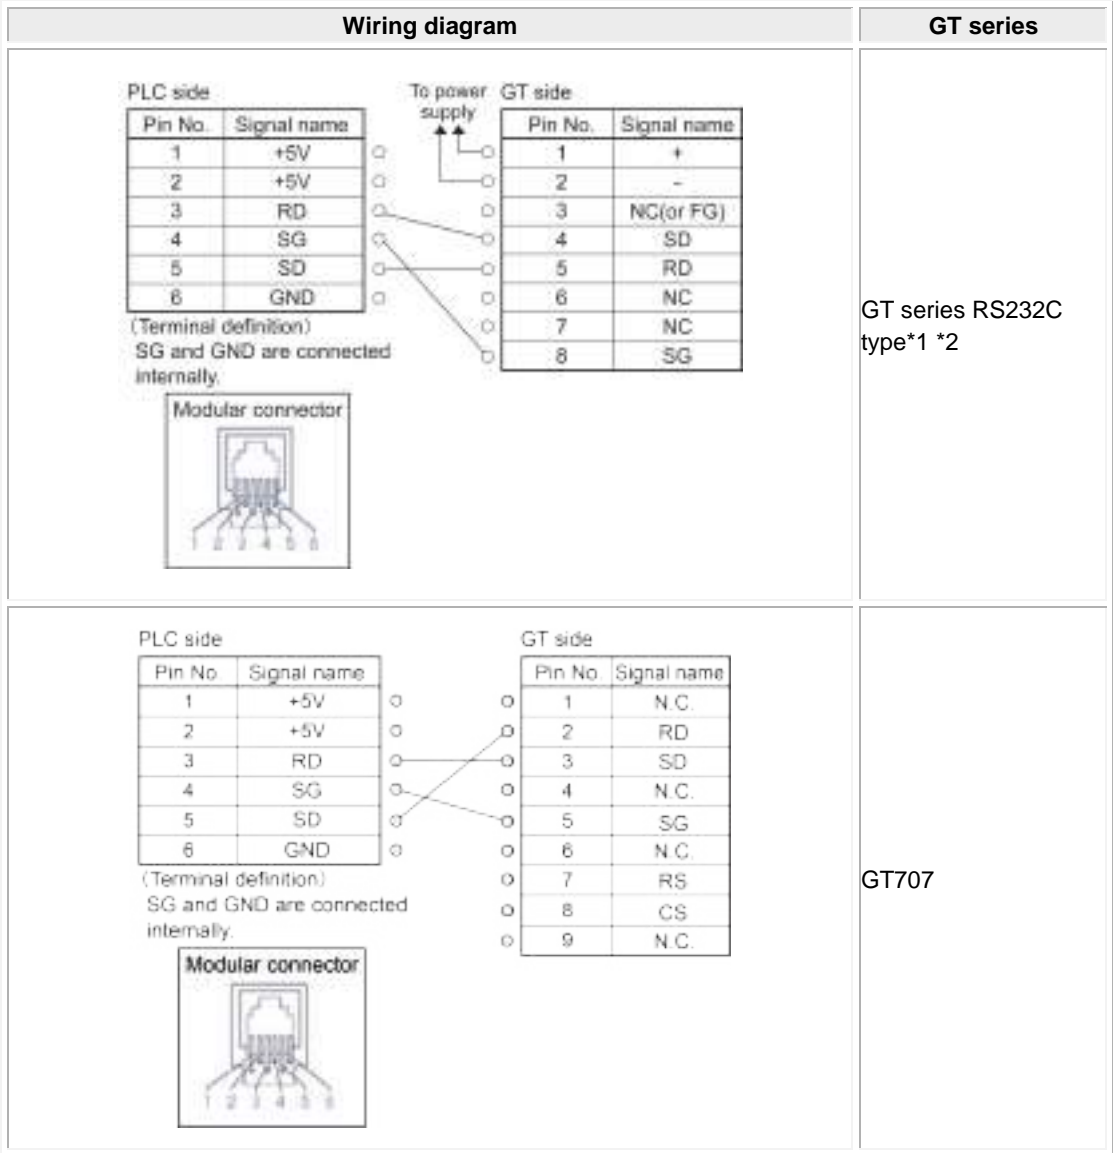 Wiring diagram GT series
PLC side To power supply GT side
Pin No. Signal name Pin No. Signal name
1 +5V 1 +
2 +5V 2 -
3 RD 3 NC(or FG)
4 SG 4 SD
5 SD 5 RD
6 GND 6 NC
7 NC
8 SG
(Terminal definition)
SG and GND are connected
internally.
Modular connector
1 2 3 4 5 6
GT series RS232C
type*1 *2
PLC side GT side
Pin No. Signal name Pin No. Signal name
1 +5V 1 N.C.
2 +5V 2 RD
3 RD 3 SD
4 SG 4 N.C.
5 SD 5 SG
6 GND 6 N.C.
7 RS
8 CS
9 N.C.
(Terminal definition)
SG and GND are connected
internally.
Modular connector
1 2 3 4 5 6
GT707